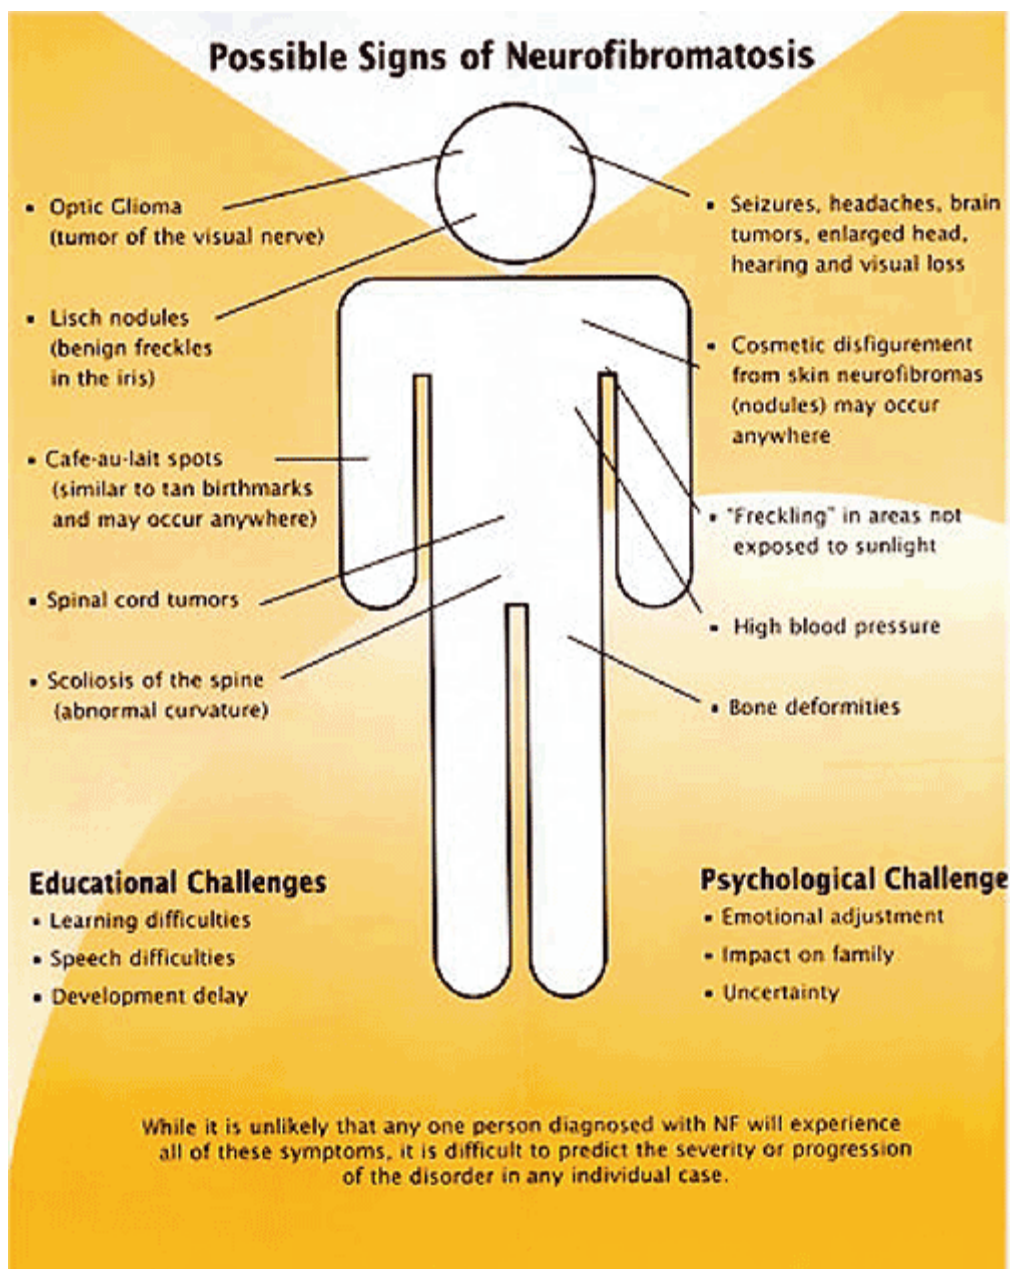 Possible Signs of Neurofibromatosis
• Optic Glioma
(tumor of the visual nerve)
• Lisch nodules
(benign freckles
in the iris)
• Cafe-au-lait spots
(similar to tan birthmarks
and may occur anywhere)
• Spinal cord tumors
• Scoliosis of the spine
(abnormal curvature)
• Seizures, headaches, brain
tumors, enlarged head,
hearing and visual loss
• Cosmetic disfigurement
from skin neurofibromas
(nodules) may occur
anywhere
• "Freckling" in areas not
exposed to sunlight
• High blood pressure
• Bone deformities
Educational Challenges
• Learning difficulties
• Speech difficulties
• Development delay
Psychological Challenge
• Emotional adjustment
• Impact on family
• Uncertainty
While it is unlikely that any one person diagnosed with NF will experience
all of these symptoms, it is difficult to predict the severity or progression
of the disorder in any individual case.